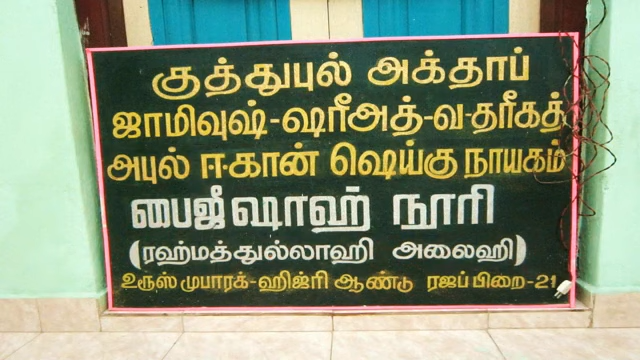 குத்துபுல் அக்தாப்
ஜாமிவுஷ்-ஷரீஅத்-வ-தரீகத்
அபுல் ஈகான் ஷெய்கு நாயகம்
பைஜீ ஷாஹ் நூரி
(ரஹ்மத்துல்லாஹி அலைஹி)
உரூஸ் முபாரக்-ஹிஜ்ரி ஆண்டு ரஜப் பிறை-21